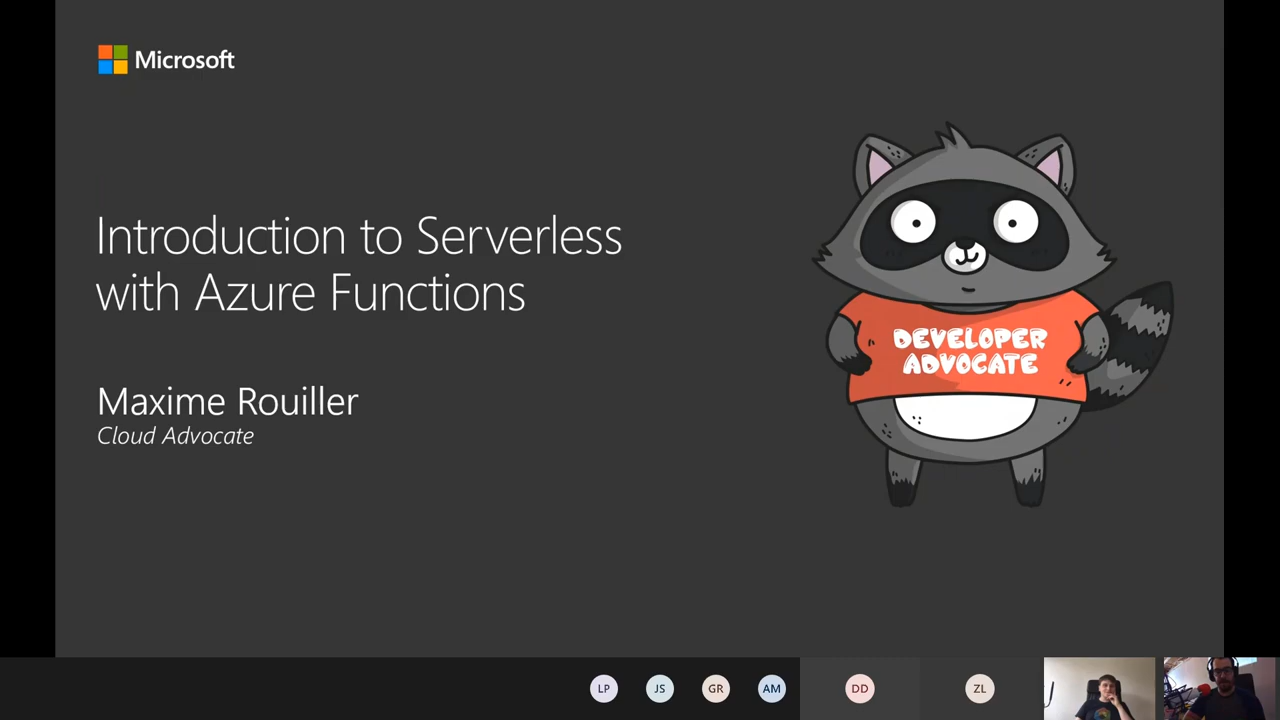 Microsoft
Introduction to Serverless
with Azure Functions
Maxime Rouiller
Cloud Advocate
DEVELOPER
ADVOCATE
LP JS GR AM DD ZL